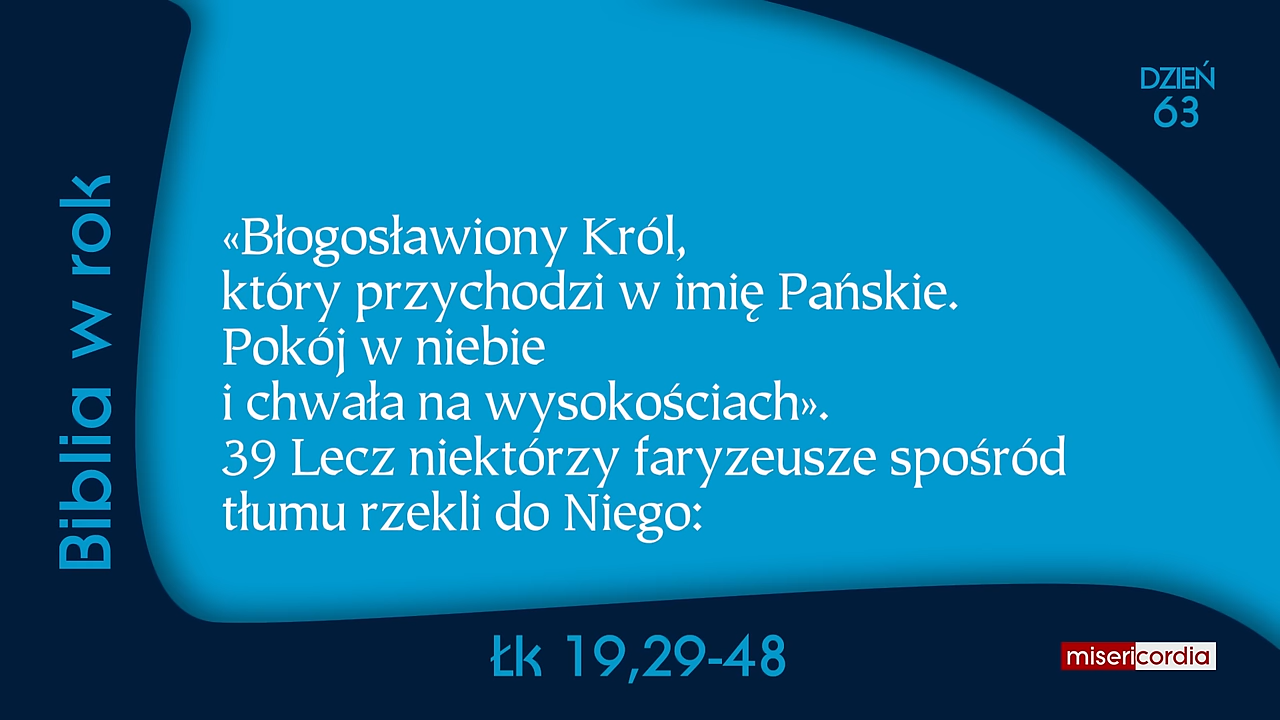 DZIEŃ
63
Biblia w rok
«Błogosławiony Król,
który przychodzi w imię Pańskie.
Pokój w niebie
i chwała na wysokościach».
39 Lecz niektórzy faryzeusze spośród
tłumu rzekli do Niego:
Łk 19,29-48
misericordia